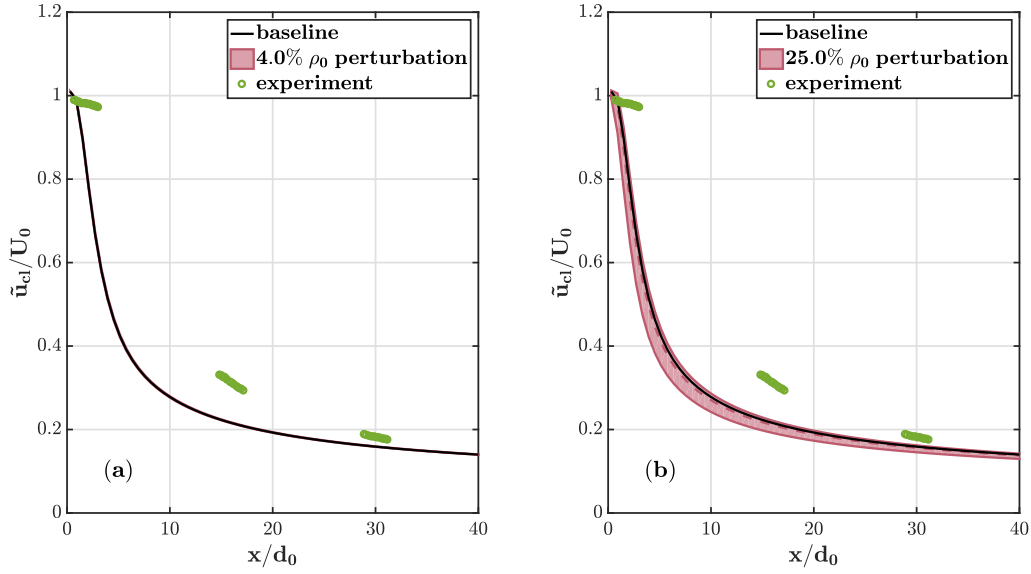 baseline
4.0% ρ₀ perturbation
experiment
1.2
1
0.8
0.6
0.4
0.2
0
ũcl/U₀
(a)
0 10 20 30 40
x/d₀
baseline
25.0% ρ₀ perturbation
experiment
1.2
1
0.8
0.6
0.4
0.2
0
ũcl/U₀
(b)
0 10 20 30 40
x/d₀